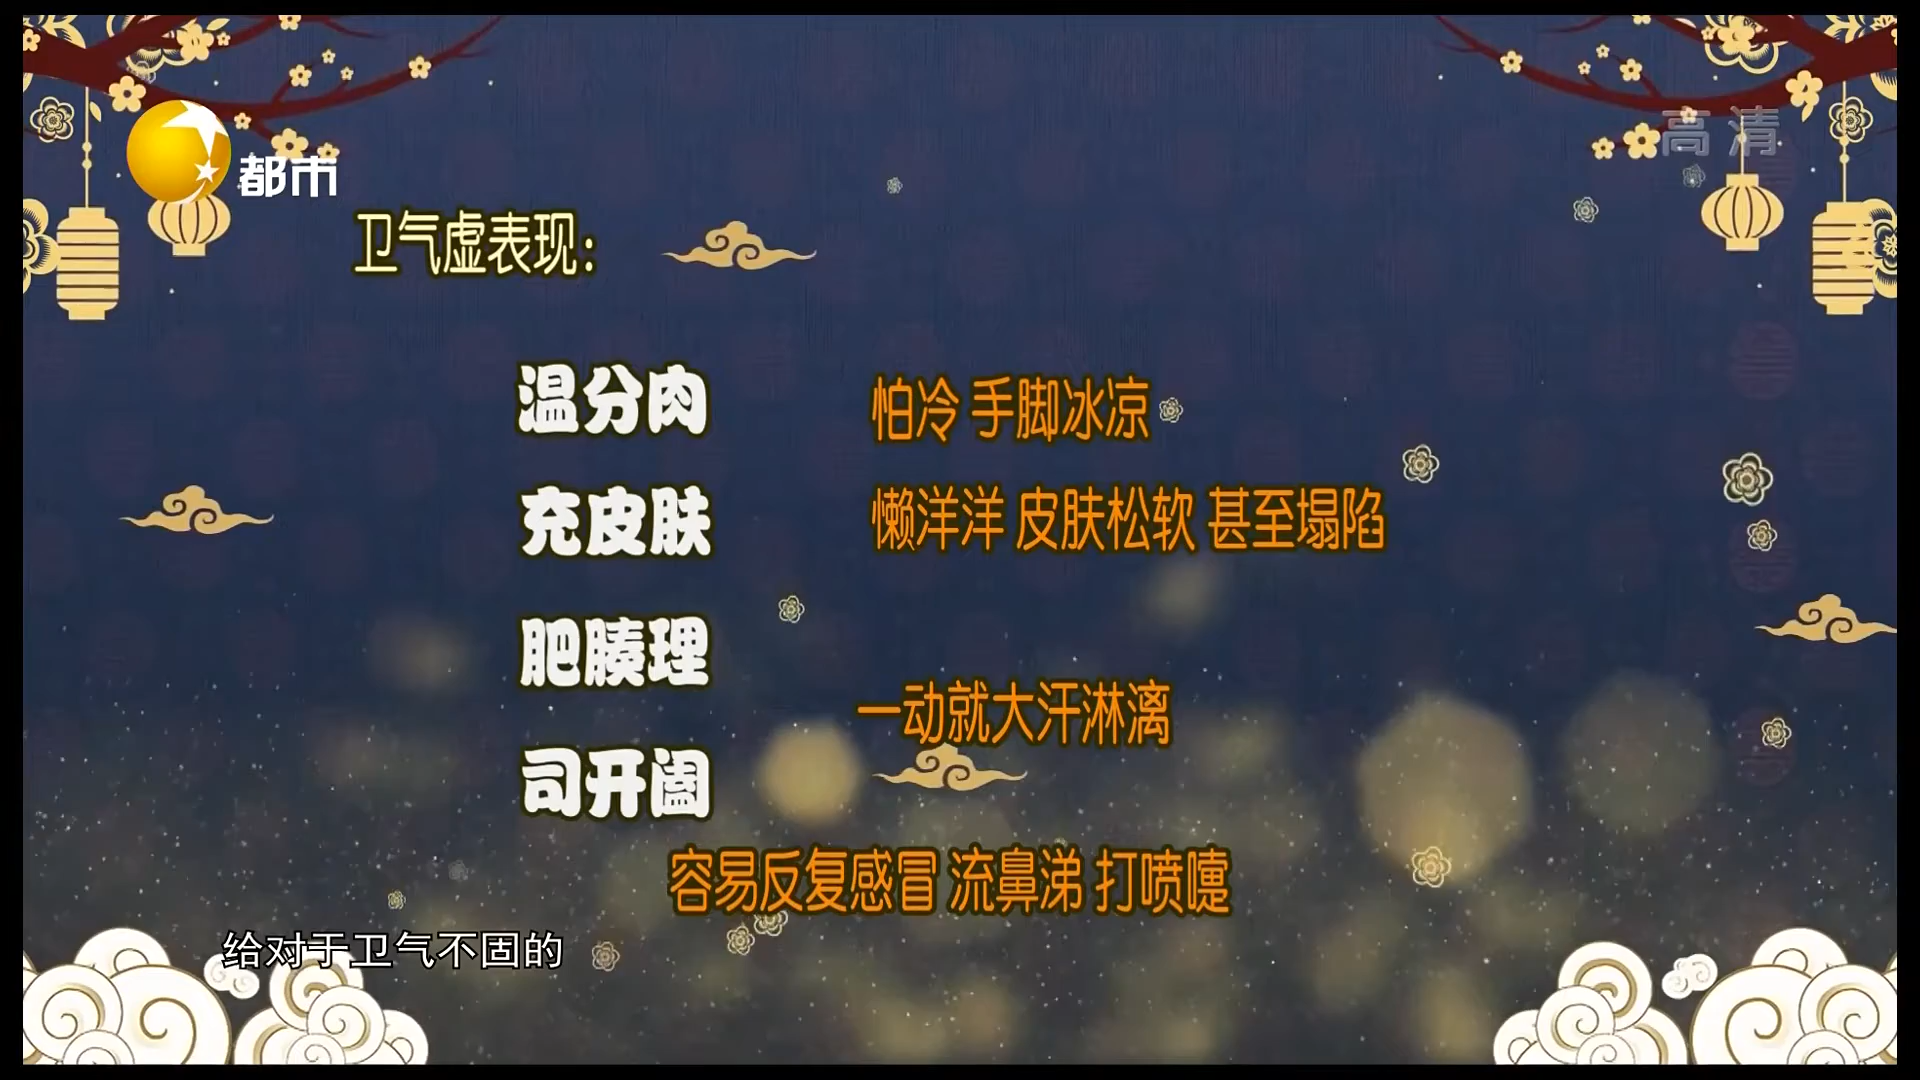 都市
高清
卫气虚表现：
温分肉
怕冷 手脚冰凉
充皮肤
懒洋洋 皮肤松软 甚至塌陷
肥腠理
一动就大汗淋漓
司开阖
容易反复感冒 流鼻涕 打喷嚏
给对于卫气不固的